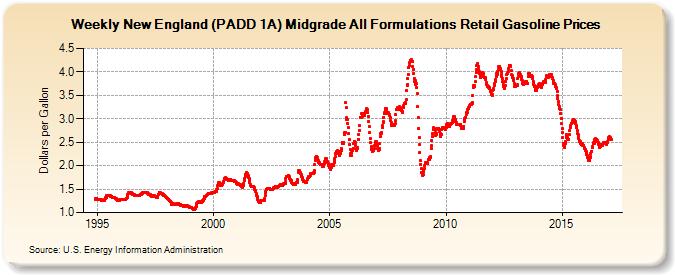 Weekly New England (PADD 1A) Midgrade All Formulations Retail Gasoline Prices
Dollars per Gallon
4.5
4.0
3.5
3.0
2.5
2.0
1.5
1.0
1995 2000 2005 2010 2015
Source: U.S. Energy Information Administration